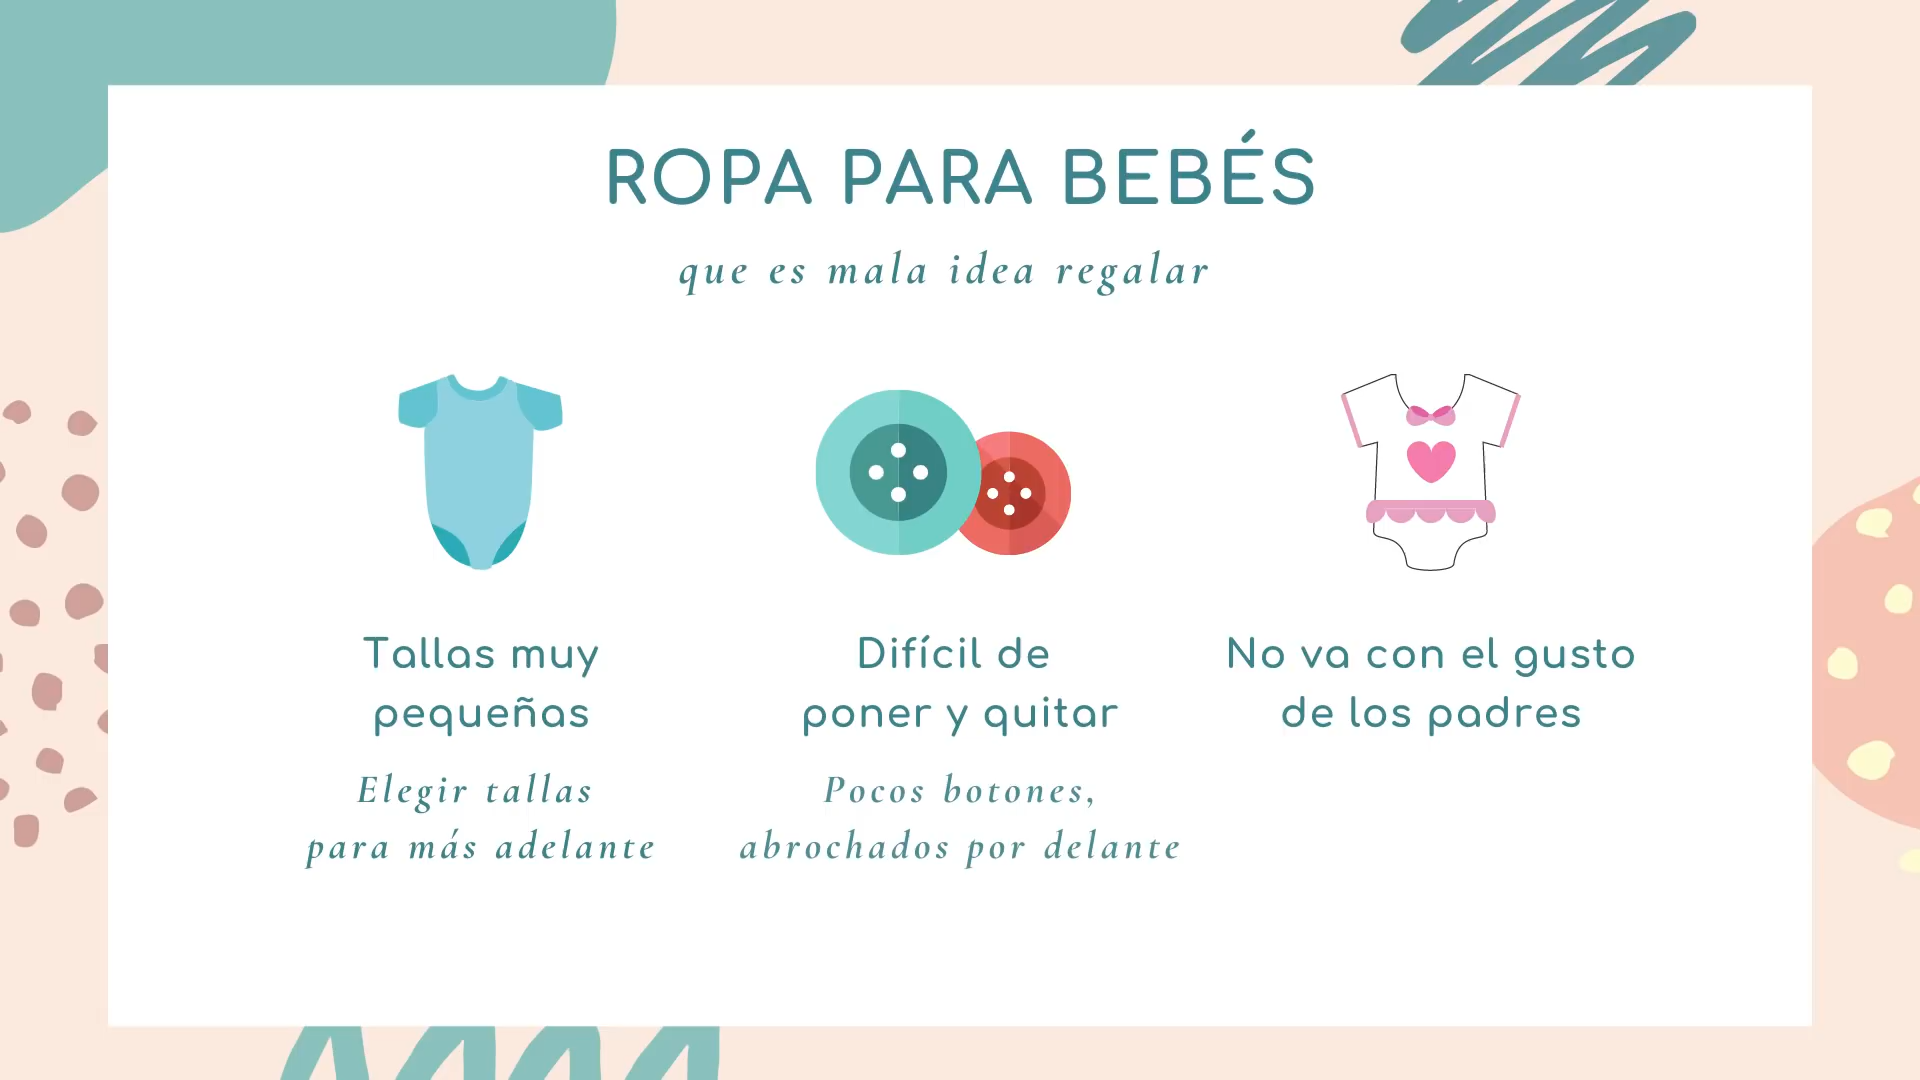 ROPA PARA BEBÉS
que es mala idea regalar
Tallas muy
pequeñas
Elegir tallas
para más adelante
Difícil de
poner y quitar
Pocos botones,
abrochados por delante
No va con el gusto
de los padres